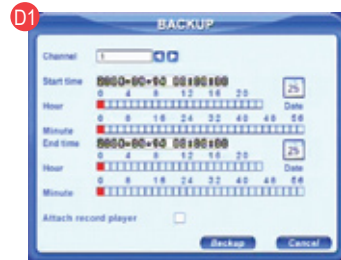 D1
BACKUP
Channel 1
Start time
0 4 8 12 16 20
25
Hour
Date
0 8 16 24 32 40 48 56
Minute
End time
0 4 8 12 16 20
25
Hour
Date
0 8 16 24 32 40 48 56
Minute
Attach record player
Backup Cancel